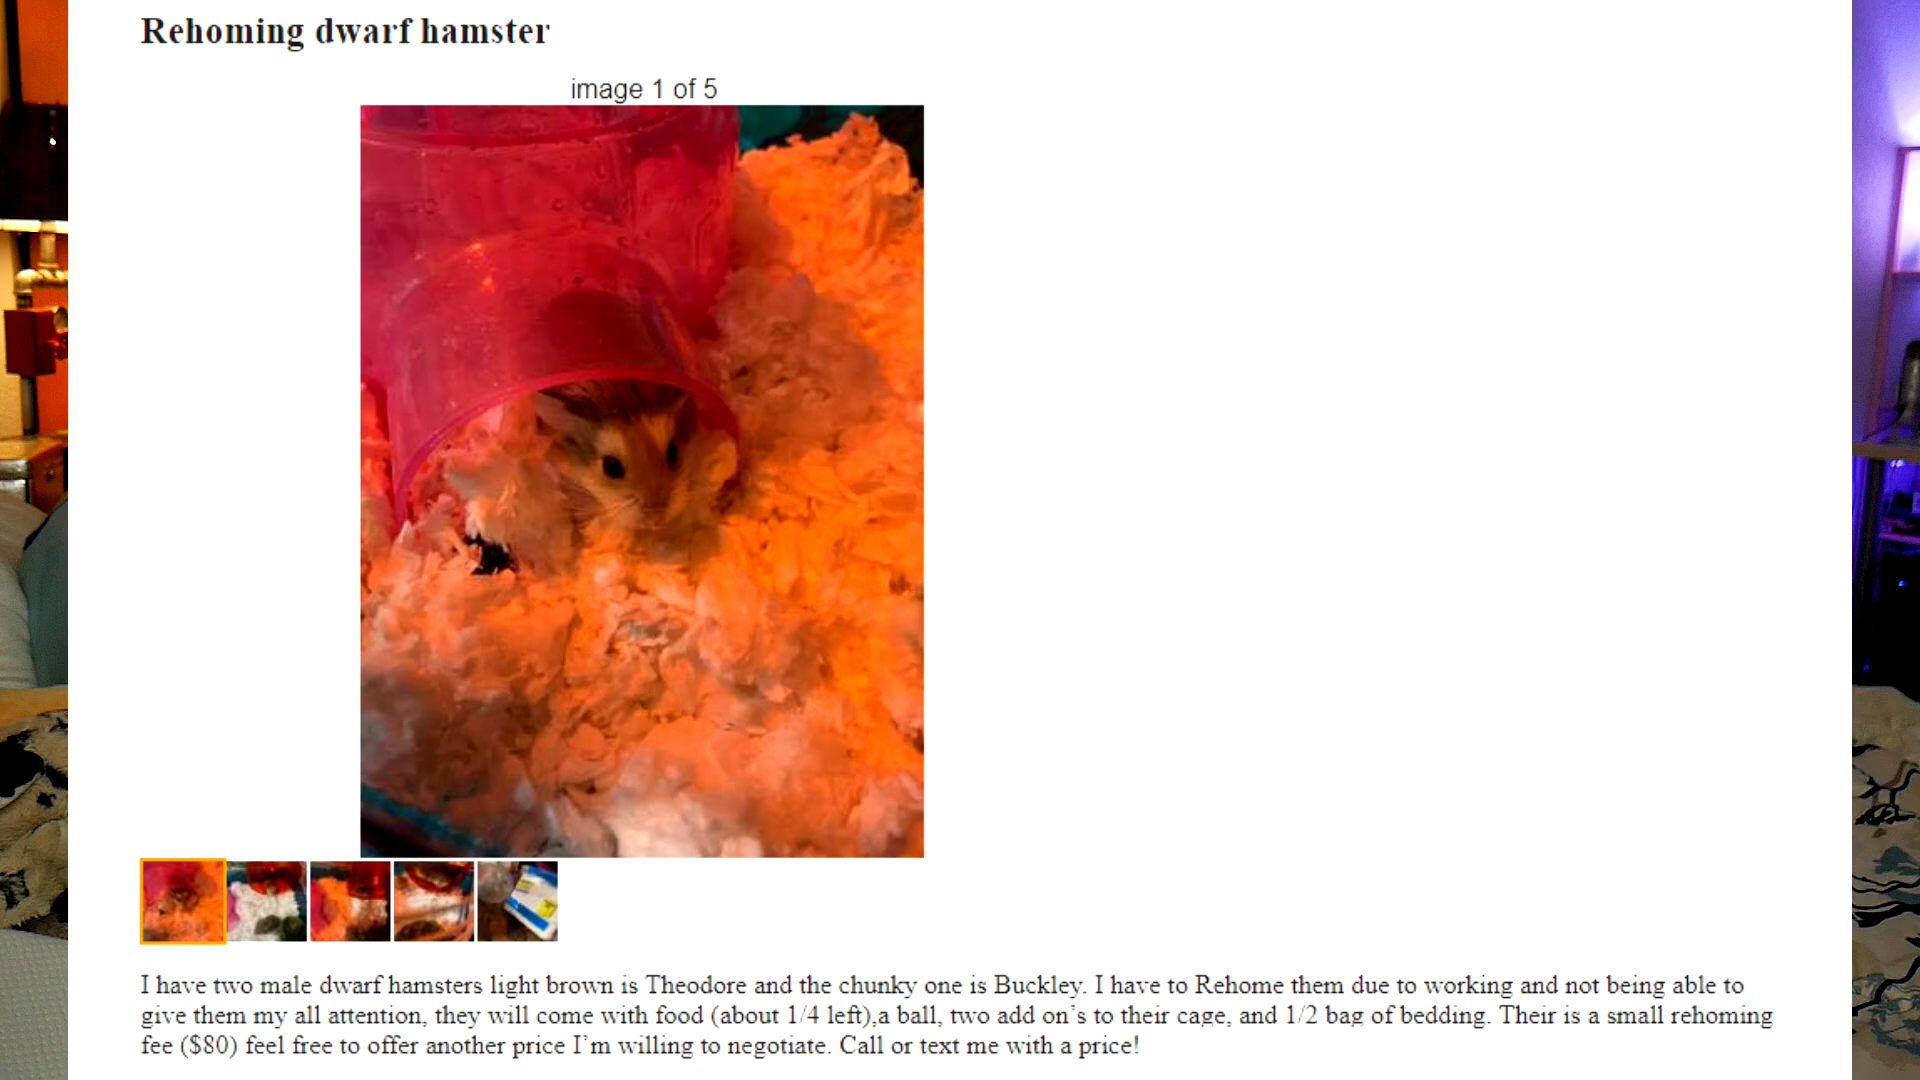 Rehoming dwarf hamster
image 1 of 5
I have two male dwarf hamsters light brown is Theodore and the chunky one is Buckley. I have to Rehome them due to working and not being able to
give them my all attention, they will come with food (about 1/4 left),a ball, two add on's to their cage, and 1/2 bag of bedding. Their is a small rehoming
fee ($80) feel free to offer another price I'm willing to negotiate. Call or text me with a price!